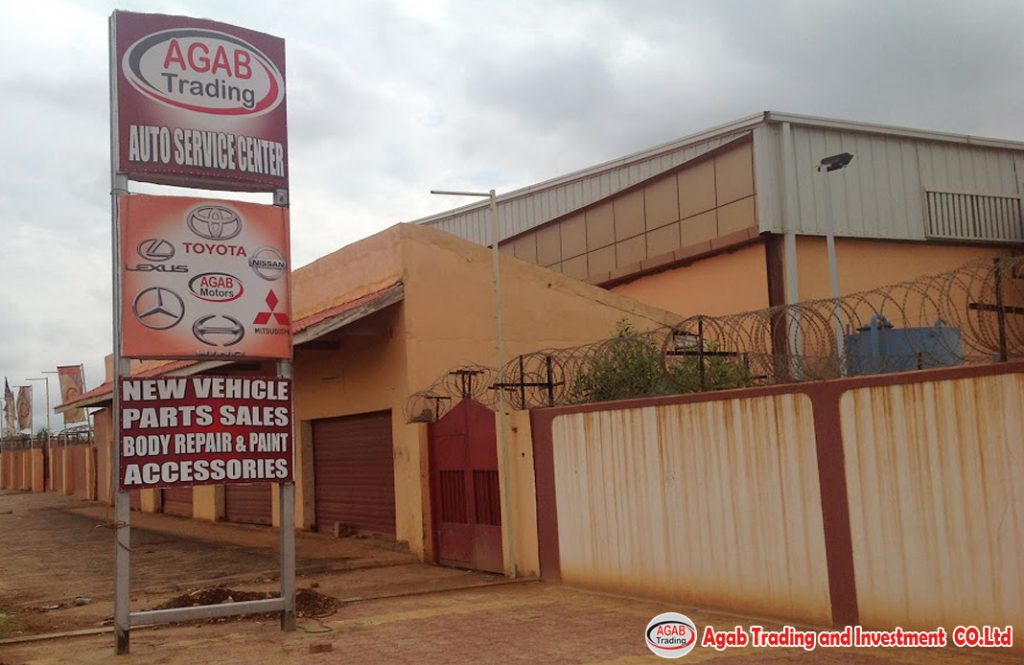 AGAB
Trading
AUTO SERVICE CENTER
TOYOTA
LEXUS
NISSAN
AGAB
Motors
MITSUBISHI
NEW VEHICLE
PARTS SALES
BODY REPAIR & PAINT
ACCESSORIES
AGAB
Trading
Agab Trading and Investment CO.Ltd